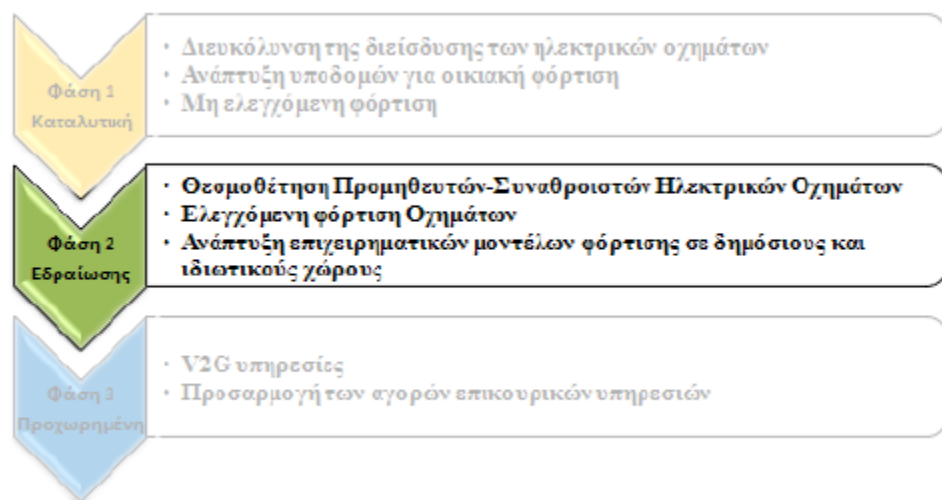 Φάση 1
Καταλυτική
· Διευκόλυνση της διείσδυσης των ηλεκτρικών οχημάτων
· Ανάπτυξη υποδομών για οικιακή φόρτιση
· Μη ελεγχόμενη φόρτιση
Φάση 2
Εδραίωσης
· Θεσμοθέτηση Προμηθευτών-Συναθροιστών Ηλεκτρικών Οχημάτων
· Ελεγχόμενη φόρτιση Οχημάτων
· Ανάπτυξη επιχειρηματικών μοντέλων φόρτισης σε δημόσιους και
ιδιωτικούς χώρους
Φάση 3
Προχωρημένη
· V2G υπηρεσίες
· Προσαρμογή των αγορών επικουρικών υπηρεσιών